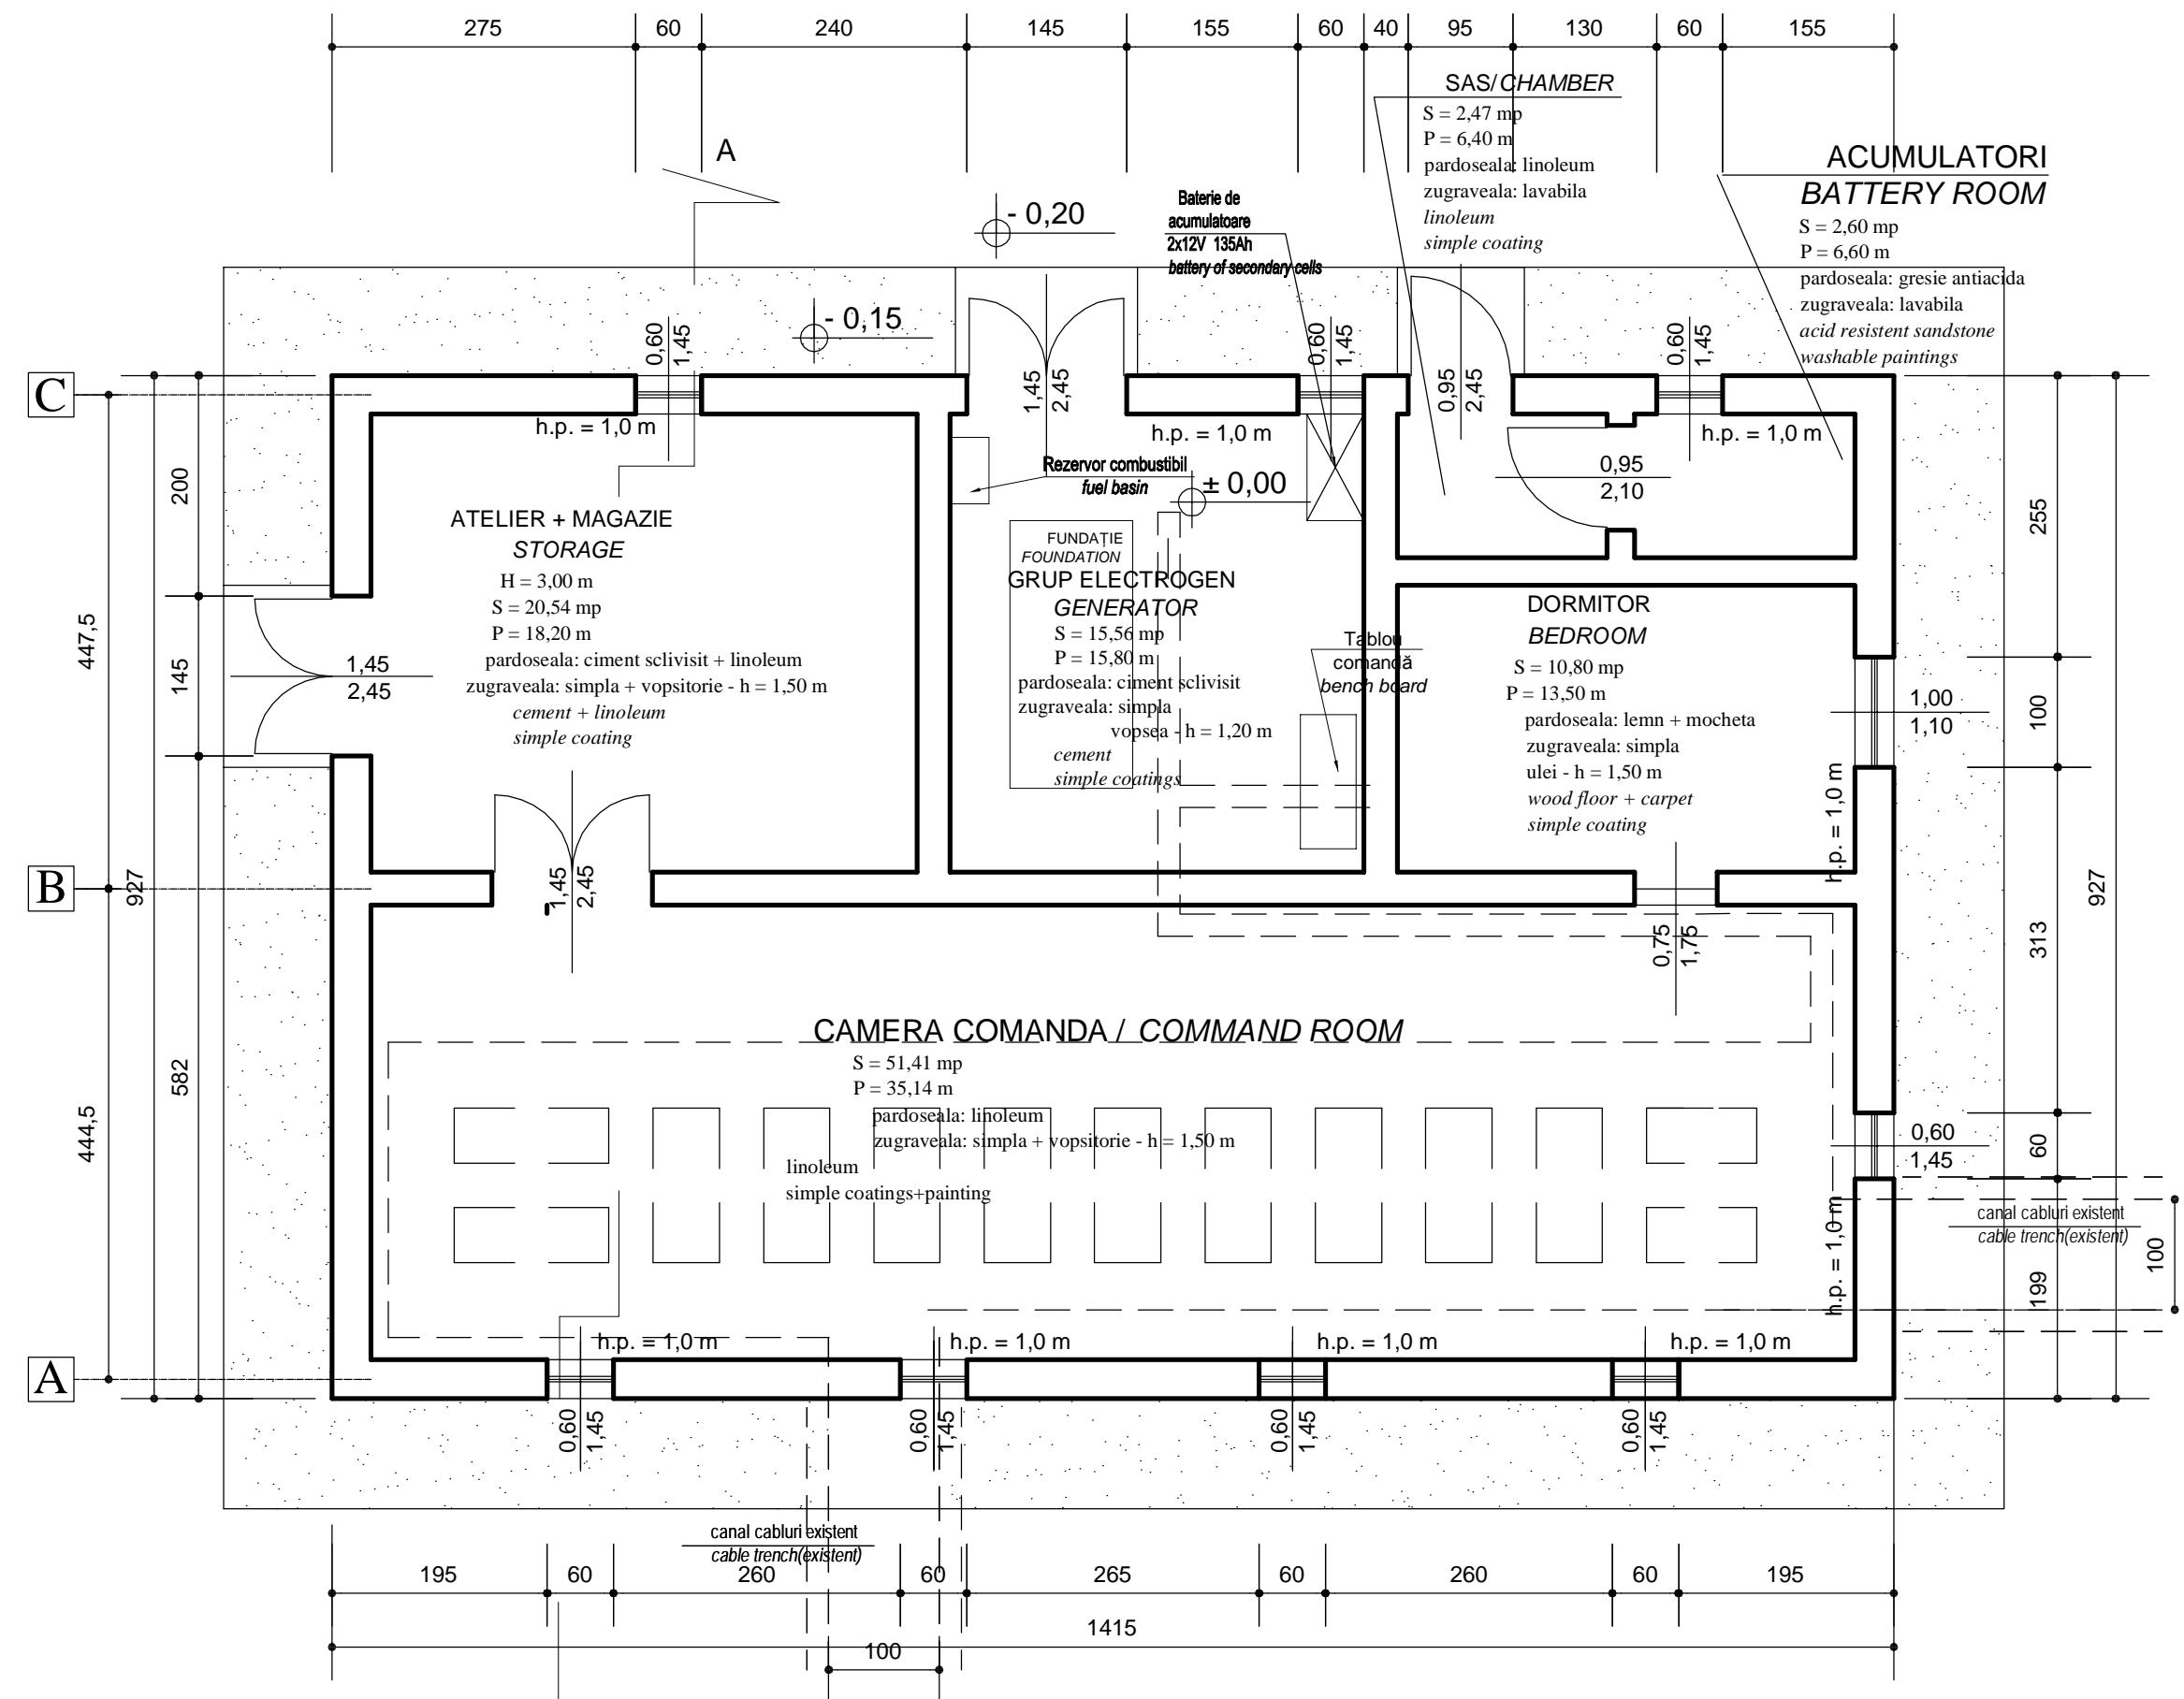 275 60 240 145 155 60 40 95 130 60 155
SAS/CHAMBER
S = 2,47 mp
P = 6,40 m
pardoseala: linoleum
zugraveala: lavabila
linoleum
simple coating
ACUMULATORI
BATTERY ROOM
S = 2,60 mp
P = 6,60 m
pardoseala: gresie antiacida
zugraveala: lavabila
acid resistent sandstone
washable paintings
A
- 0,20
Baterie de
acumulatoare
2x12V 135Ah
battery of secondary cells
- 0,15
0,60
1,45
1,45
2,45
0,60
1,45
0,95
2,45
0,60
1,45
C
h.p. = 1,0 m
h.p. = 1,0 m
h.p. = 1,0 m
Rezervor combustibil
fuel basin
± 0,00
0,95
2,10
200
255
ATELIER + MAGAZIE
STORAGE
H = 3,00 m
S = 20,54 mp
P = 18,20 m
pardoseala: ciment sclivisit + linoleum
zugraveala: simpla + vopsitorie - h = 1,50 m
cement + linoleum
simple coating
FUNDAȚIE
FOUNDATION
GRUP ELECTROGEN
GENERATOR
S = 15,56 mp
P = 15,80 m
pardoseala: ciment sclivisit
zugraveala: simpla
vopsea - h = 1,20 m
cement
simple coatings
Tablou
comandă
bench board
DORMITOR
BEDROOM
S = 10,80 mp
P = 13,50 m
pardoseala: lemn + mocheta
zugraveala: simpla
ulei - h = 1,50 m
wood floor + carpet
simple coating
447,5
145
1,45
2,45
1,00
1,10
100
h.p. = 1,0 m
B
927
1,45
2,45
0,75
1,75
313
927
CAMERA COMANDA / COMMAND ROOM
S = 51,41 mp
P = 35,14 m
pardoseala: linoleum
zugraveala: simpla + vopsitorie - h = 1,50 m
linoleum
simple coatings+painting
582
444,5
0,60
1,45
60
canal cabluri existent
cable trench(existent)
100
199
h.p. = 1,0 m
A
h.p. = 1,0 m
h.p. = 1,0 m
h.p. = 1,0 m
h.p. = 1,0 m
0,60
1,45
0,60
1,45
0,60
1,45
0,60
1,45
canal cabluri existent
cable trench(existent)
195 60 260 60 265 60 260 60 195
1415
100